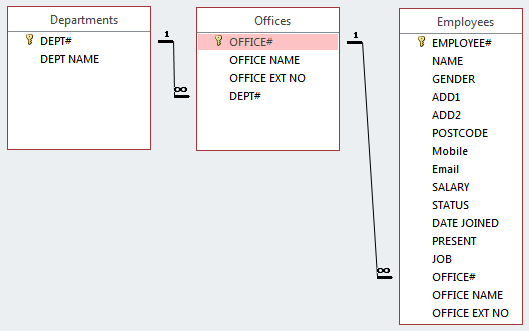 Departments
DEPT#
DEPT NAME
1
∞
Offices
OFFICE#
OFFICE NAME
OFFICE EXT NO
DEPT#
1
∞
Employees
EMPLOYEE#
NAME
GENDER
ADD1
ADD2
POSTCODE
Mobile
Email
SALARY
STATUS
DATE JOINED
PRESENT
JOB
OFFICE#
OFFICE NAME
OFFICE EXT NO